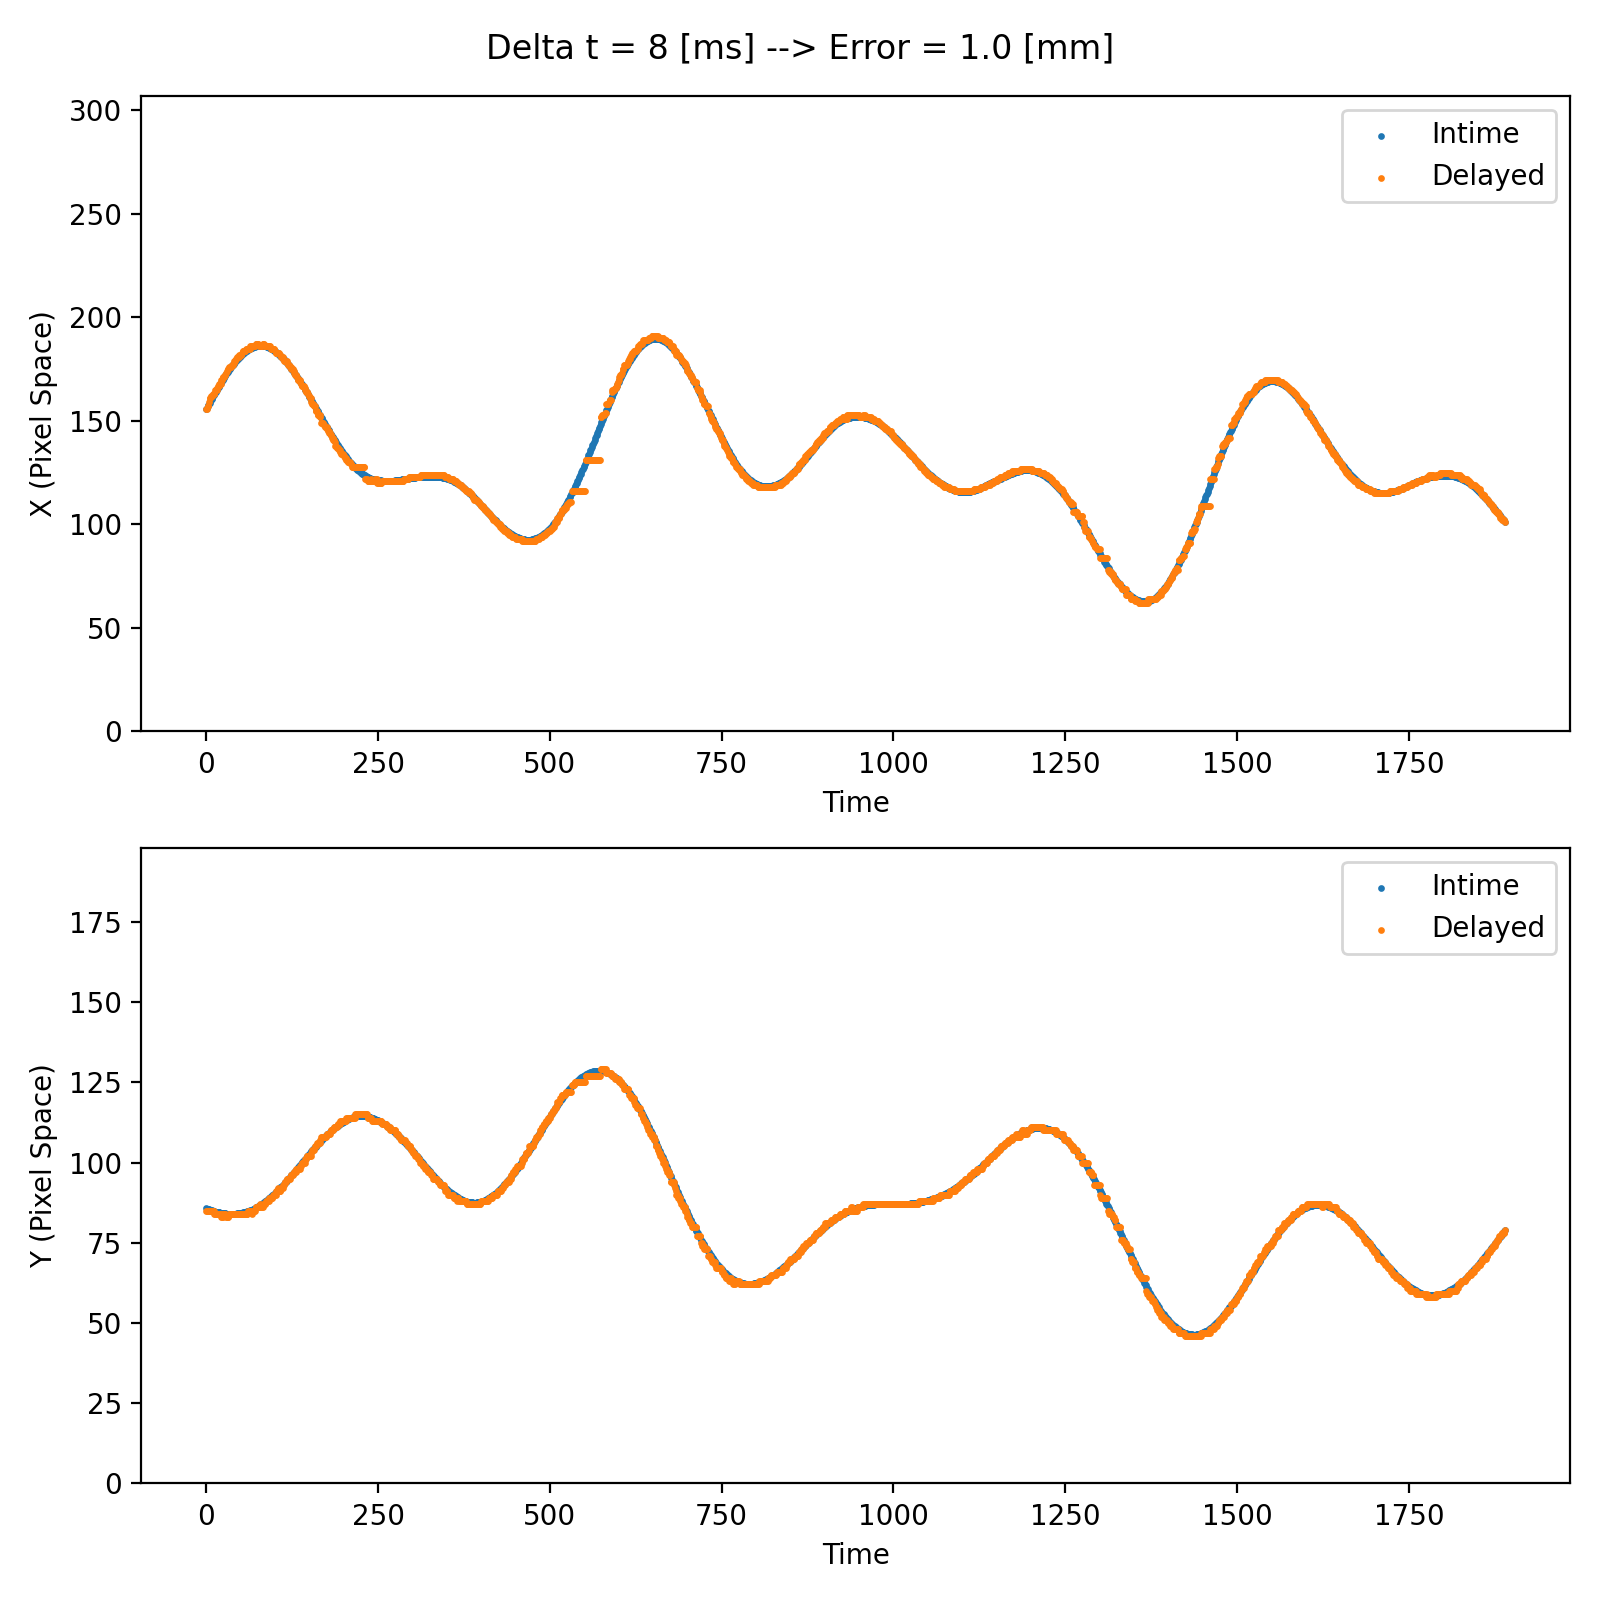 Delta t = 8 [ms] --> Error = 1.0 [mm]
300
250
200
150
100
50
0
X (Pixel Space)
Intime
Delayed
0 250 500 750 1000 1250 1500 1750
Time
175
150
125
100
75
50
25
0
Y (Pixel Space)
Intime
Delayed
0 250 500 750 1000 1250 1500 1750
Time